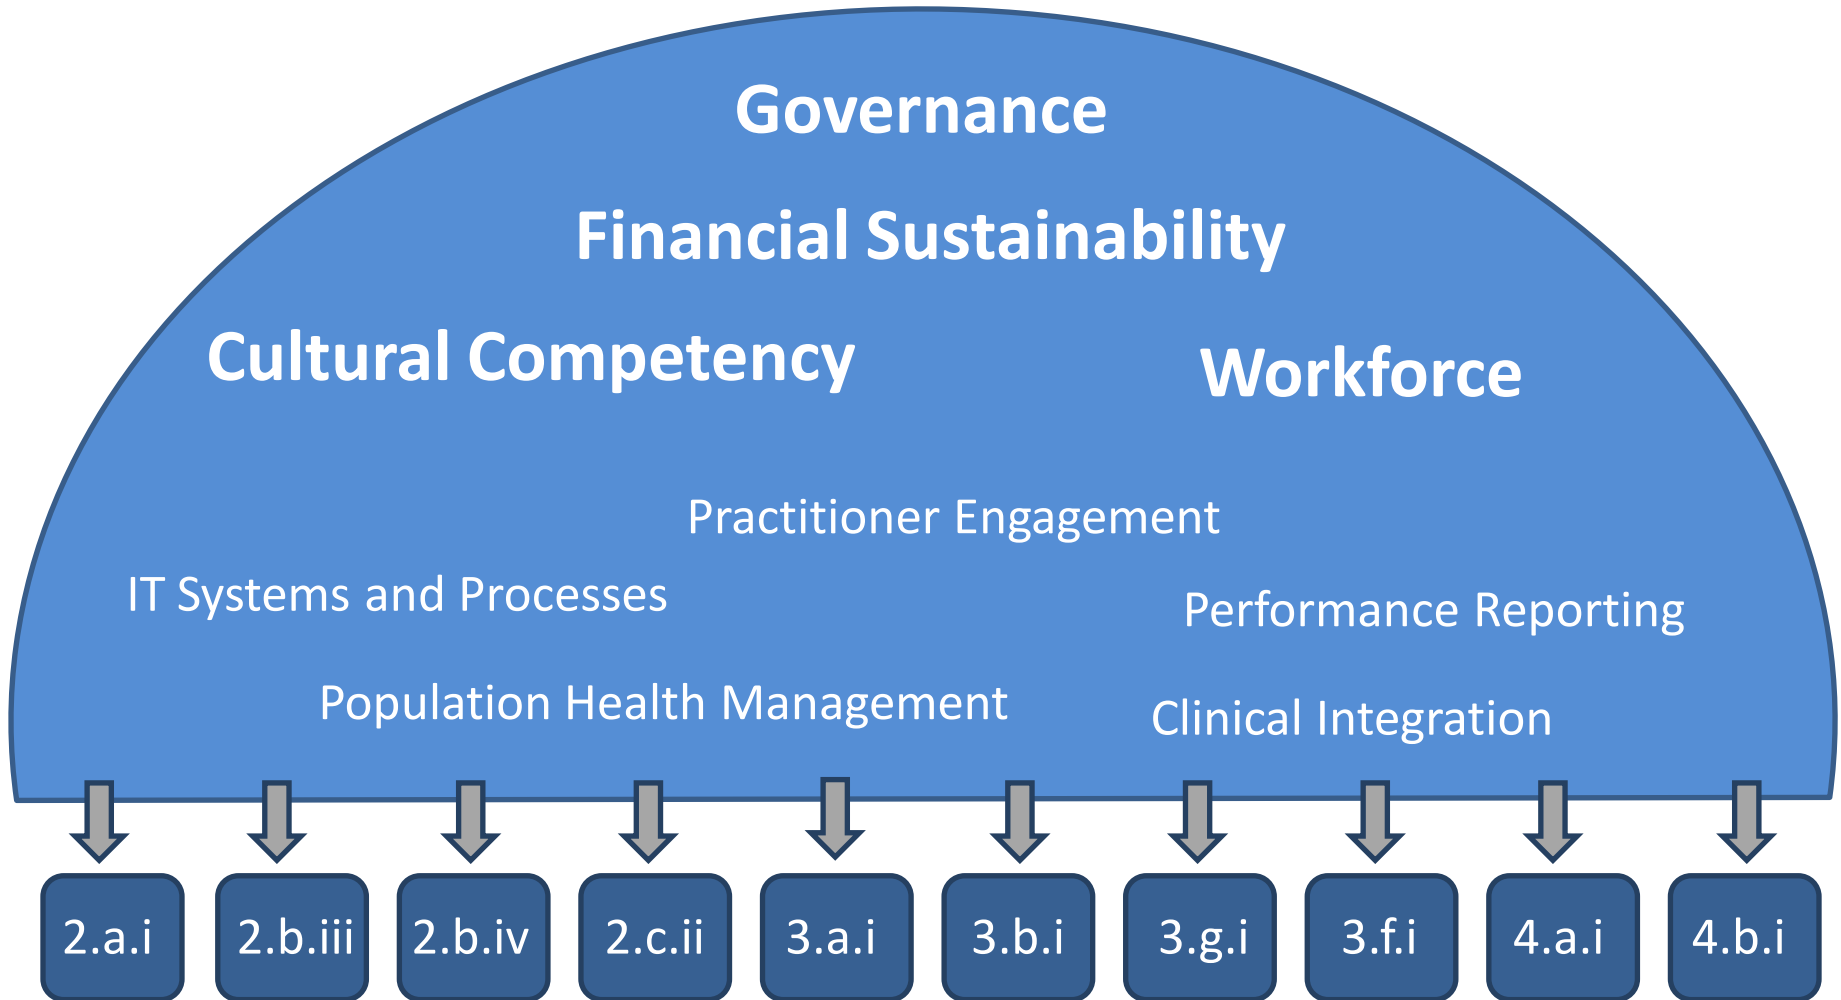 Governance
Financial Sustainability
Cultural Competency
Workforce
Practitioner Engagement
IT Systems and Processes
Performance Reporting
Population Health Management
Clinical Integration
2.a.i
2.b.iii
2.b.iv
2.c.ii
3.a.i
3.b.i
3.g.i
3.f.i
4.a.i
4.b.i